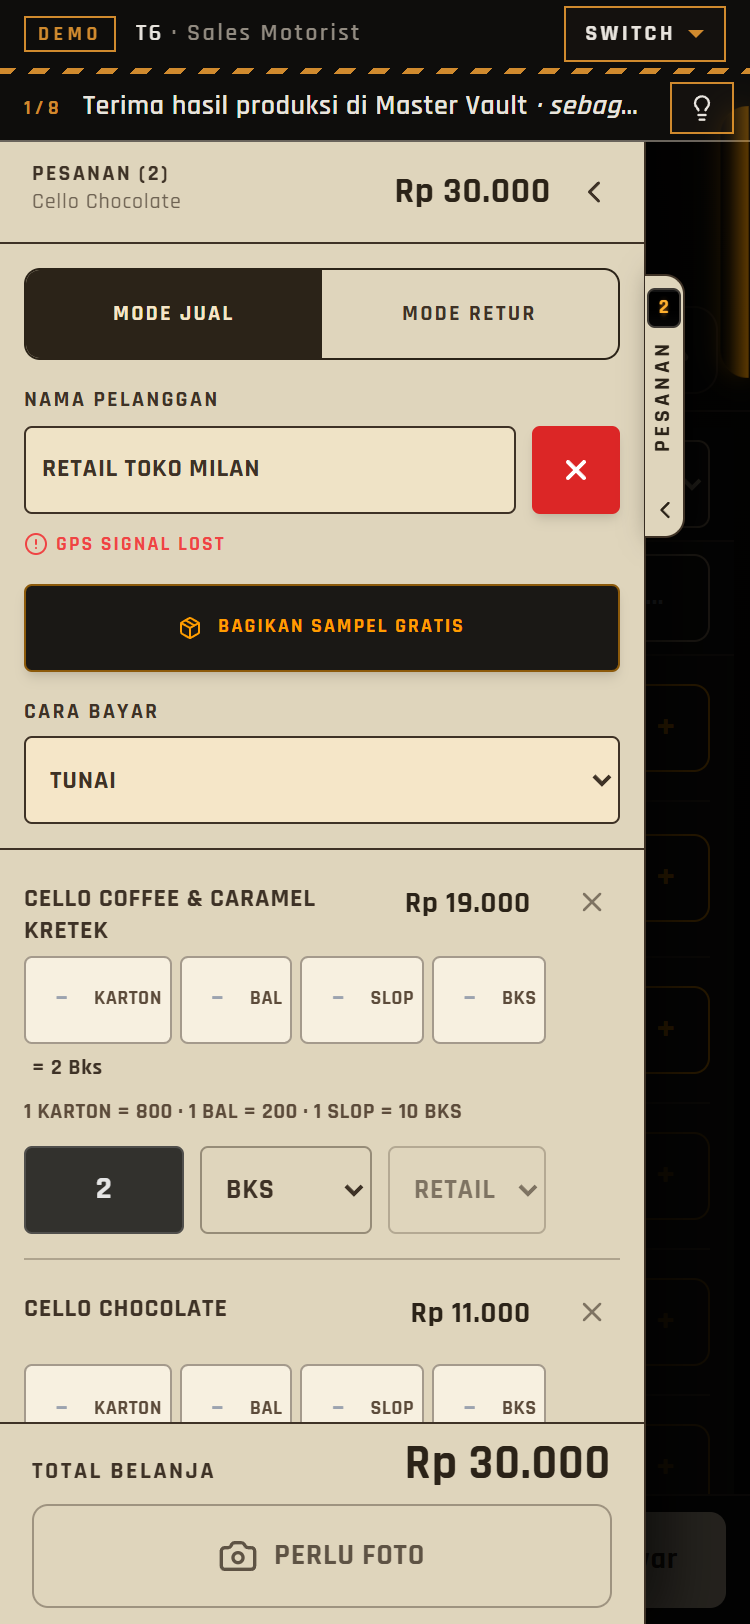 DEMO T6 · Sales Motorist SWITCH
1/8 Terima hasil produksi di Master Vault · sebag...
PESANAN (2)
Cello Chocolate
Rp 30.000
MODE JUAL MODE RETUR
2
PESANAN
NAMA PELANGGAN
RETAIL TOKO MILAN
GPS SIGNAL LOST
BAGIKAN SAMPEL GRATIS
CARA BAYAR
TUNAI
CELLO COFFEE & CARAMEL KRETEK
Rp 19.000
– KARTON – BAL – SLOP – BKS
= 2 Bks
1 KARTON = 800 · 1 BAL = 200 · 1 SLOP = 10 BKS
2 BKS RETAIL
CELLO CHOCOLATE Rp 11.000
– KARTON – BAL – SLOP – BKS
TOTAL BELANJA Rp 30.000
PERLU FOTO